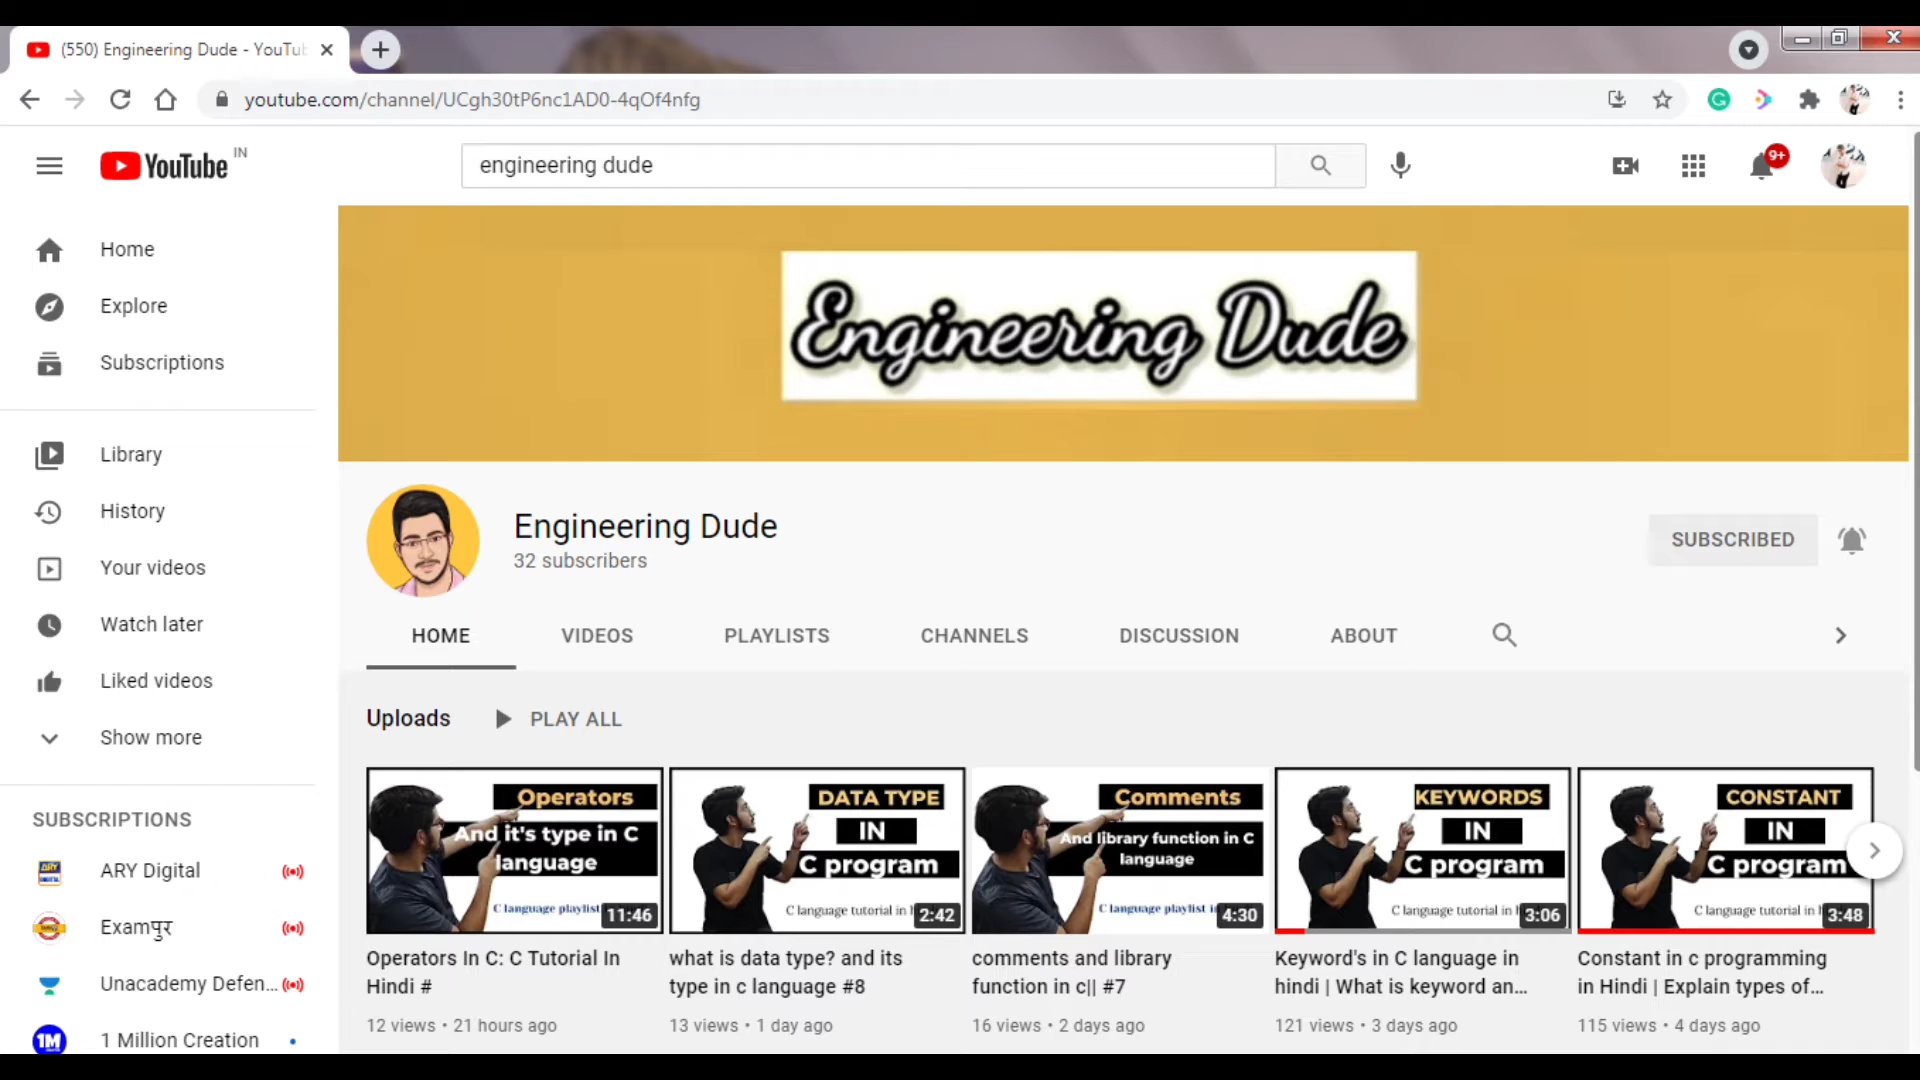 (550) Engineering Dude - YouTu
youtube.com/channel/UCgh30tP6nc1AD0-4qOf4nfg
YouTube IN
engineering dude
9+
Home
Explore
Subscriptions
Library
History
Your videos
Watch later
Liked videos
Show more
SUBSCRIPTIONS
ARY Digital
Examपुर
Unacademy Defen...
1M
1 Million Creation
Engineering Dude
Engineering Dude
32 subscribers
SUBSCRIBED
HOME VIDEOS PLAYLISTS CHANNELS DISCUSSION ABOUT
Uploads PLAY ALL
Operators
And it's type in C
language
C language playlist
11:46
Operators In C: C Tutorial In
Hindi #
12 views • 21 hours ago
DATA TYPE
IN
C program
C language tutorial in
2:42
what is data type? and its
type in c language #8
13 views • 1 day ago
Comments
And library function in C
language
C language playlist in
4:30
comments and library
function in c|| #7
16 views • 2 days ago
KEYWORDS
IN
C program
C language tutorial in
3:06
Keyword's in C language in
hindi | What is keyword an...
121 views • 3 days ago
CONSTANT
IN
C program
C language tutorial in
3:48
Constant in c programming
in Hindi | Explain types of...
115 views • 4 days ago